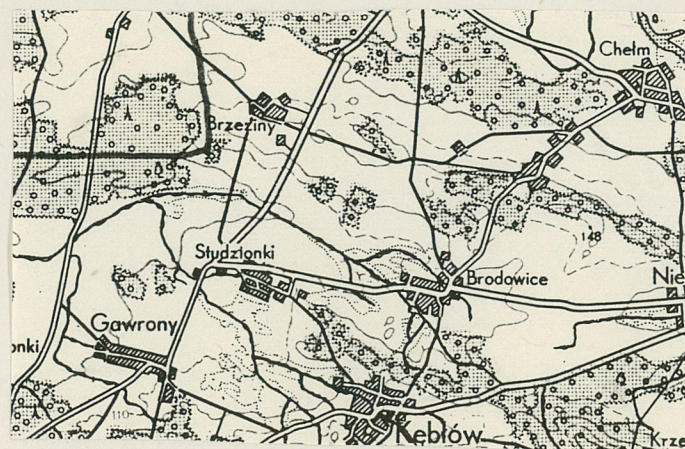 Chełm
Brzeziny
148
Studzionki
Brodowice
Nie
Gawrony
onki
110
Kębłów
Krze